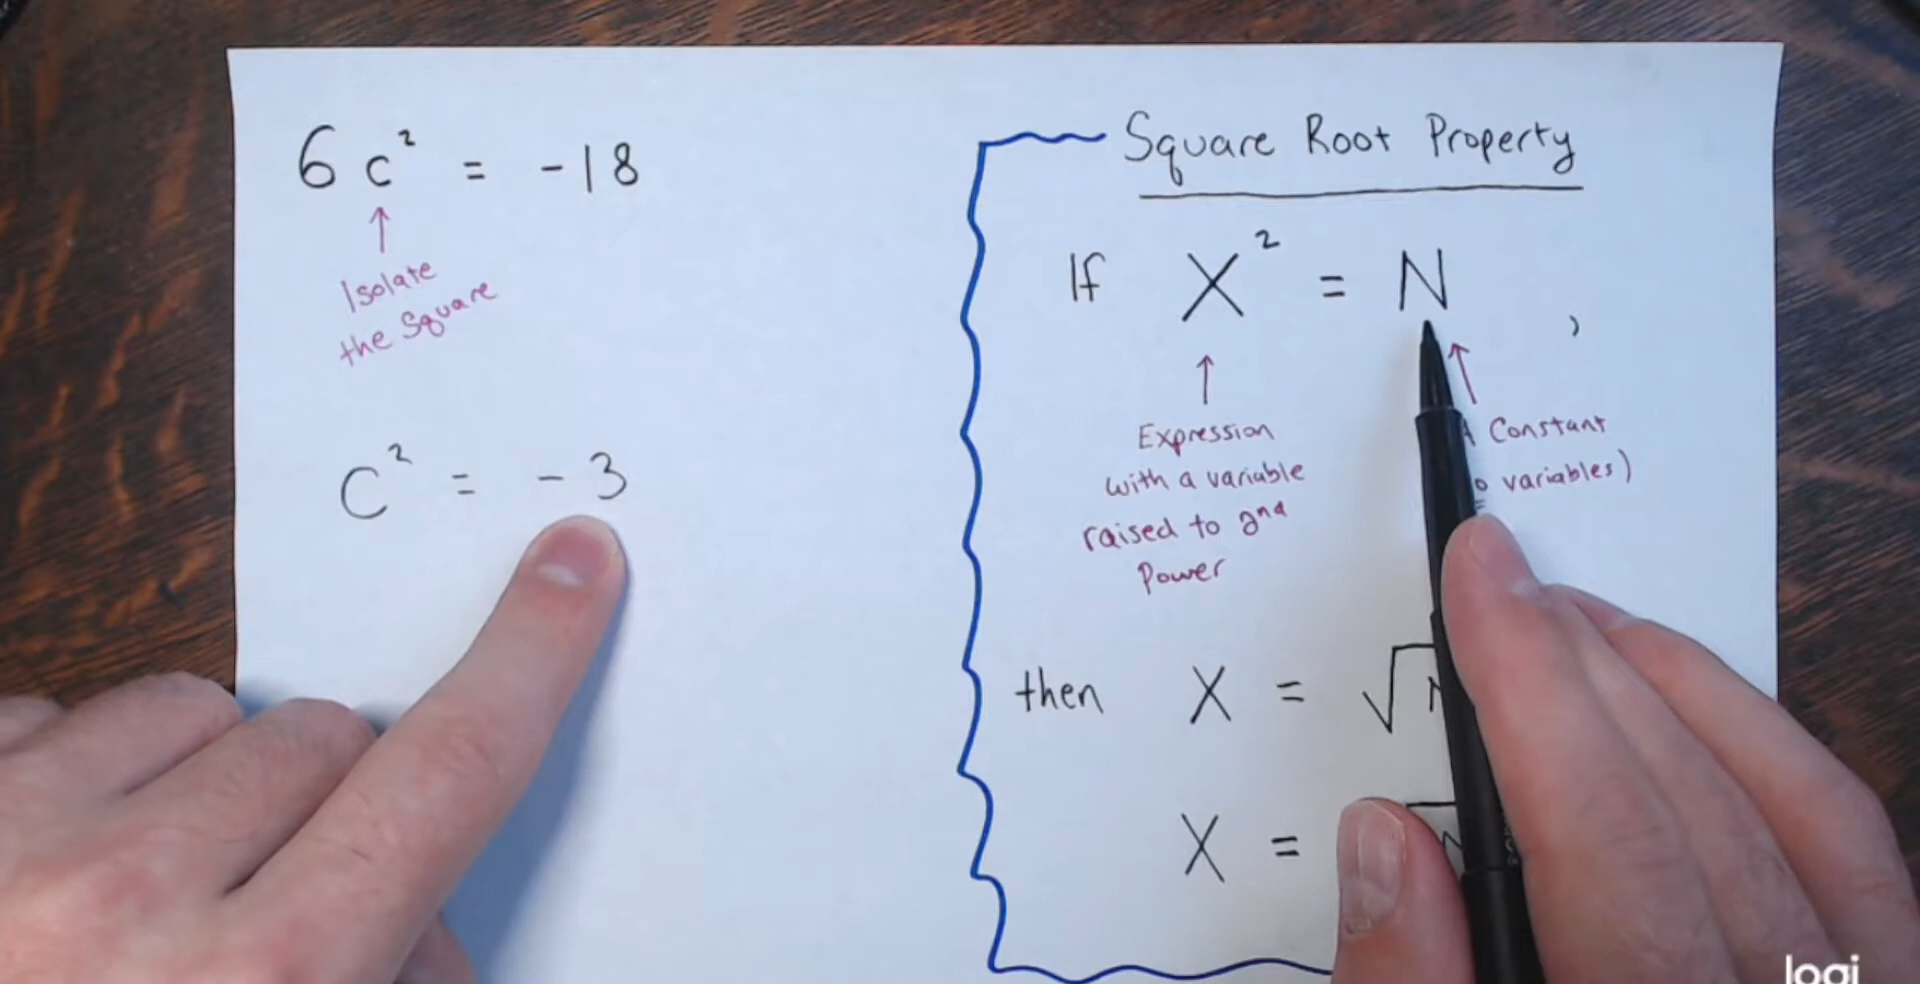 6c² = -18
↑
Isolate
the Square
C² = -3
Square Root Property
If X² = N ,
↑ ↑
Expression
with a variable
raised to 2nd
Power
Constant
variables)
then X = √
X =
logi